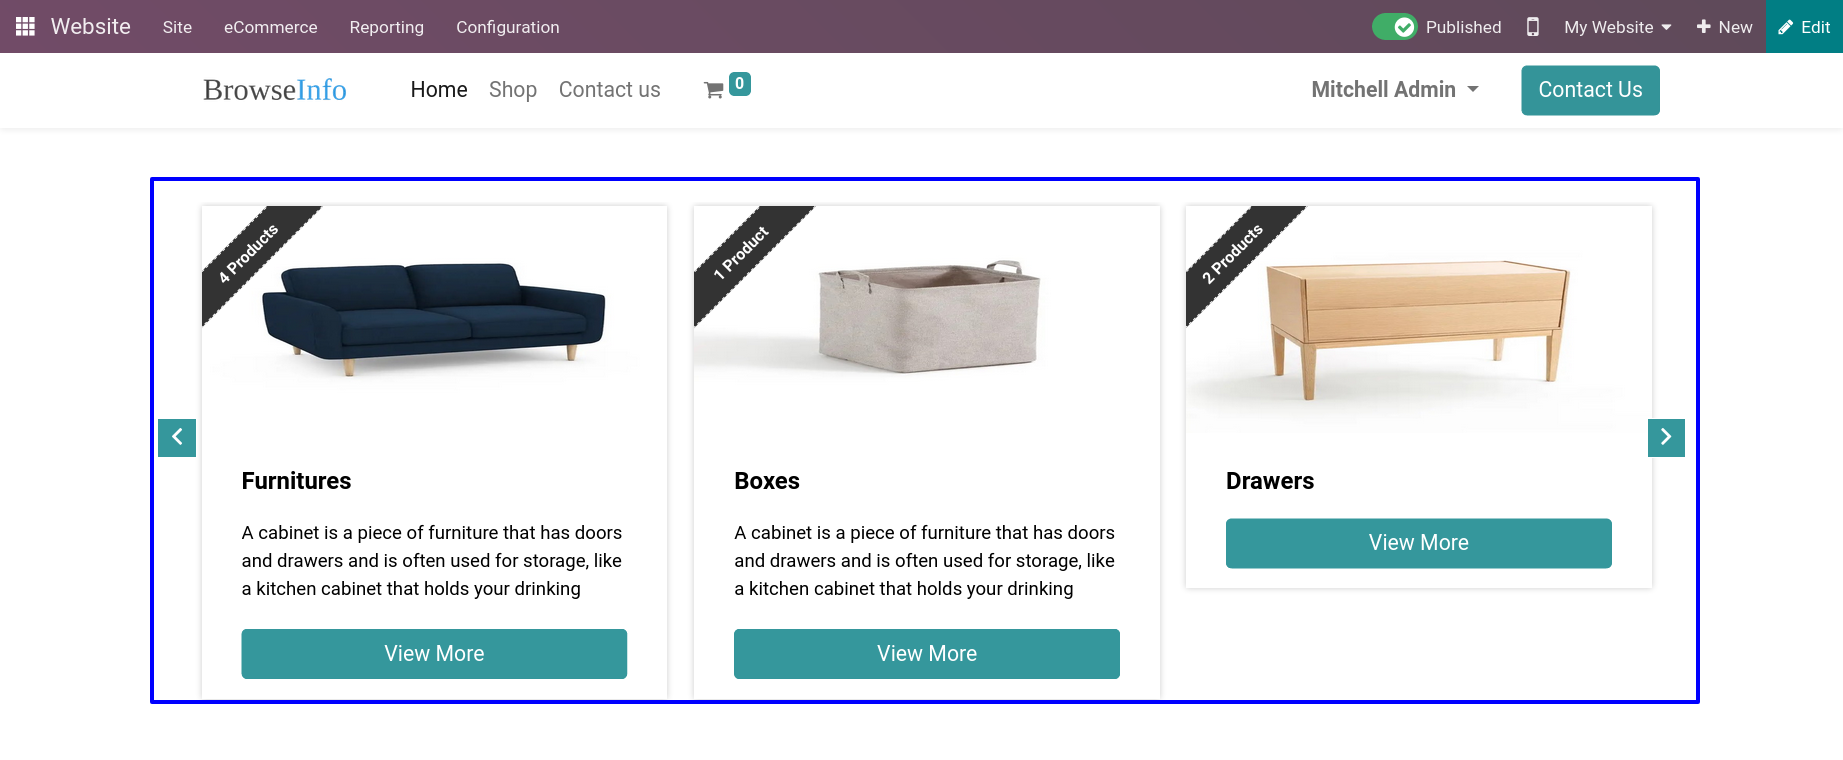 Website Site eCommerce Reporting Configuration Published My Website New Edit
BrowseInfo Home Shop Contact us 0 Mitchell Admin Contact Us
4 Products
1 Product
2 Products
Furnitures
A cabinet is a piece of furniture that has doors
and drawers and is often used for storage, like
a kitchen cabinet that holds your drinking
View More
Boxes
A cabinet is a piece of furniture that has doors
and drawers and is often used for storage, like
a kitchen cabinet that holds your drinking
View More
Drawers
View More